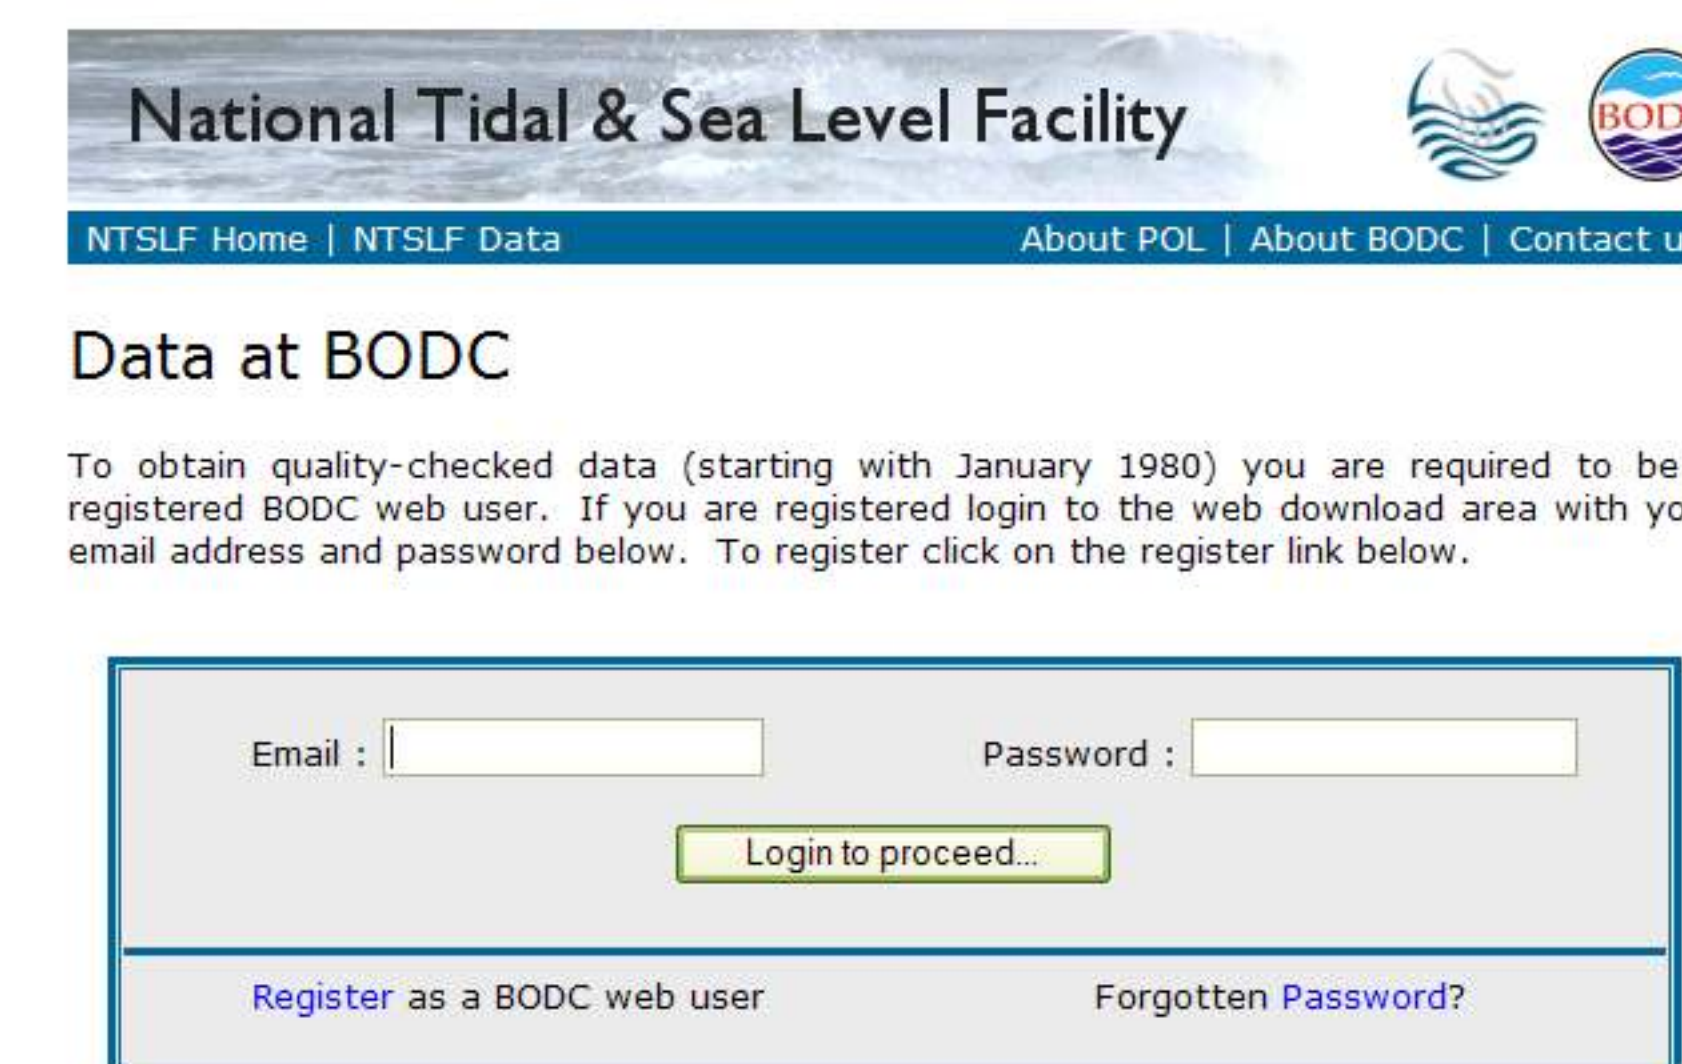 National Tidal & Sea Level Facility
BOD
NTSLF Home | NTSLF Data About POL | About BODC | Contact u
Data at BODC
To obtain quality-checked data (starting with January 1980) you are required to be
registered BODC web user. If you are registered login to the web download area with yo
email address and password below. To register click on the register link below.
Email : Password :
Login to proceed...
Register as a BODC web user Forgotten Password?